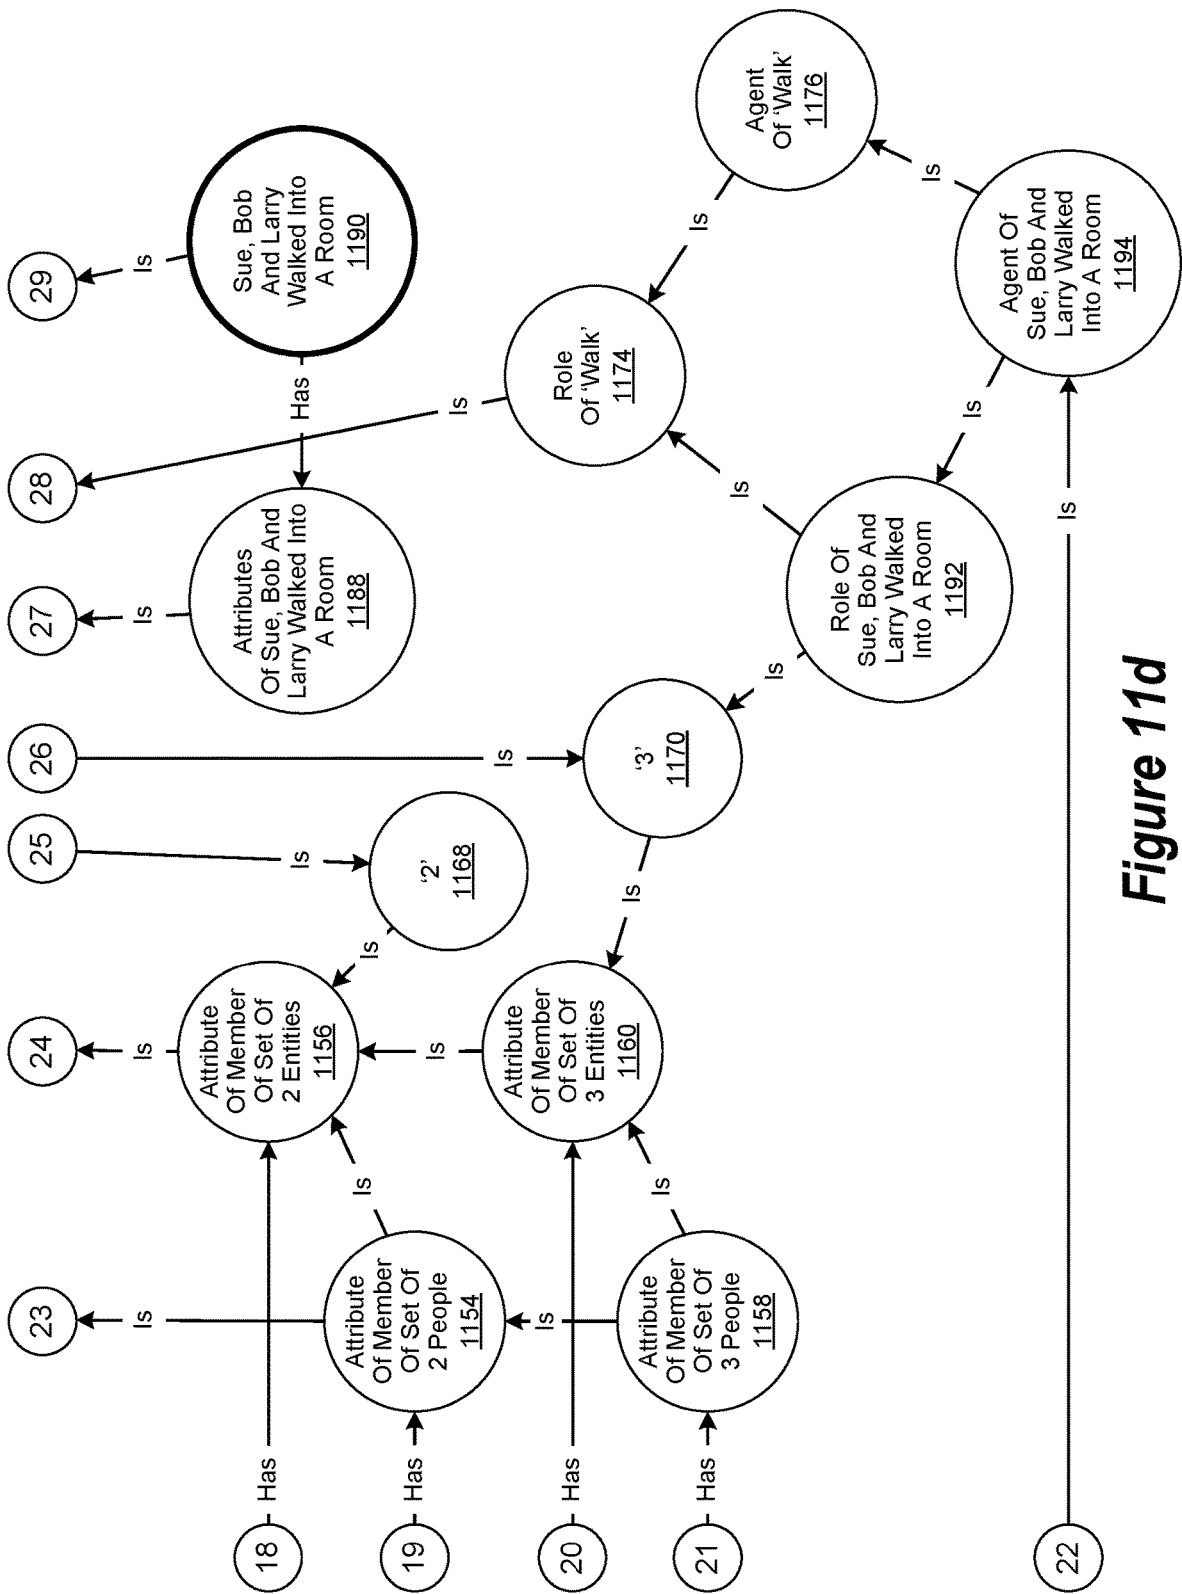 23
24
25
26
27
28
29
Is
Is
Is
Is
Is
Is
Is
18
Has
Attribute
Of Member
Of Set Of
2 Entities
1156
Attributes
Of Sue, Bob And
Larry Walked Into
A Room
1188
Has
Sue, Bob
And Larry
Walked Into
A Room
1190
Is
Is
19
Has
Attribute
Of Member
Of Set Of
2 People
1154
Is
'2'
1168
20
Has
Is
Attribute
Of Member
Of Set Of
3 Entities
1160
Is
Role
Of 'Walk'
1174
Is
21
Has
Attribute
Of Member
Of Set Of
3 People
1158
Is
'3'
1170
Is
Is
Agent
Of 'Walk'
1176
Role Of
Sue, Bob And
Larry Walked
Into A Room
1192
Is
Is
22
Is
Agent Of
Sue, Bob And
Larry Walked
Into A Room
1194
Figure 11d